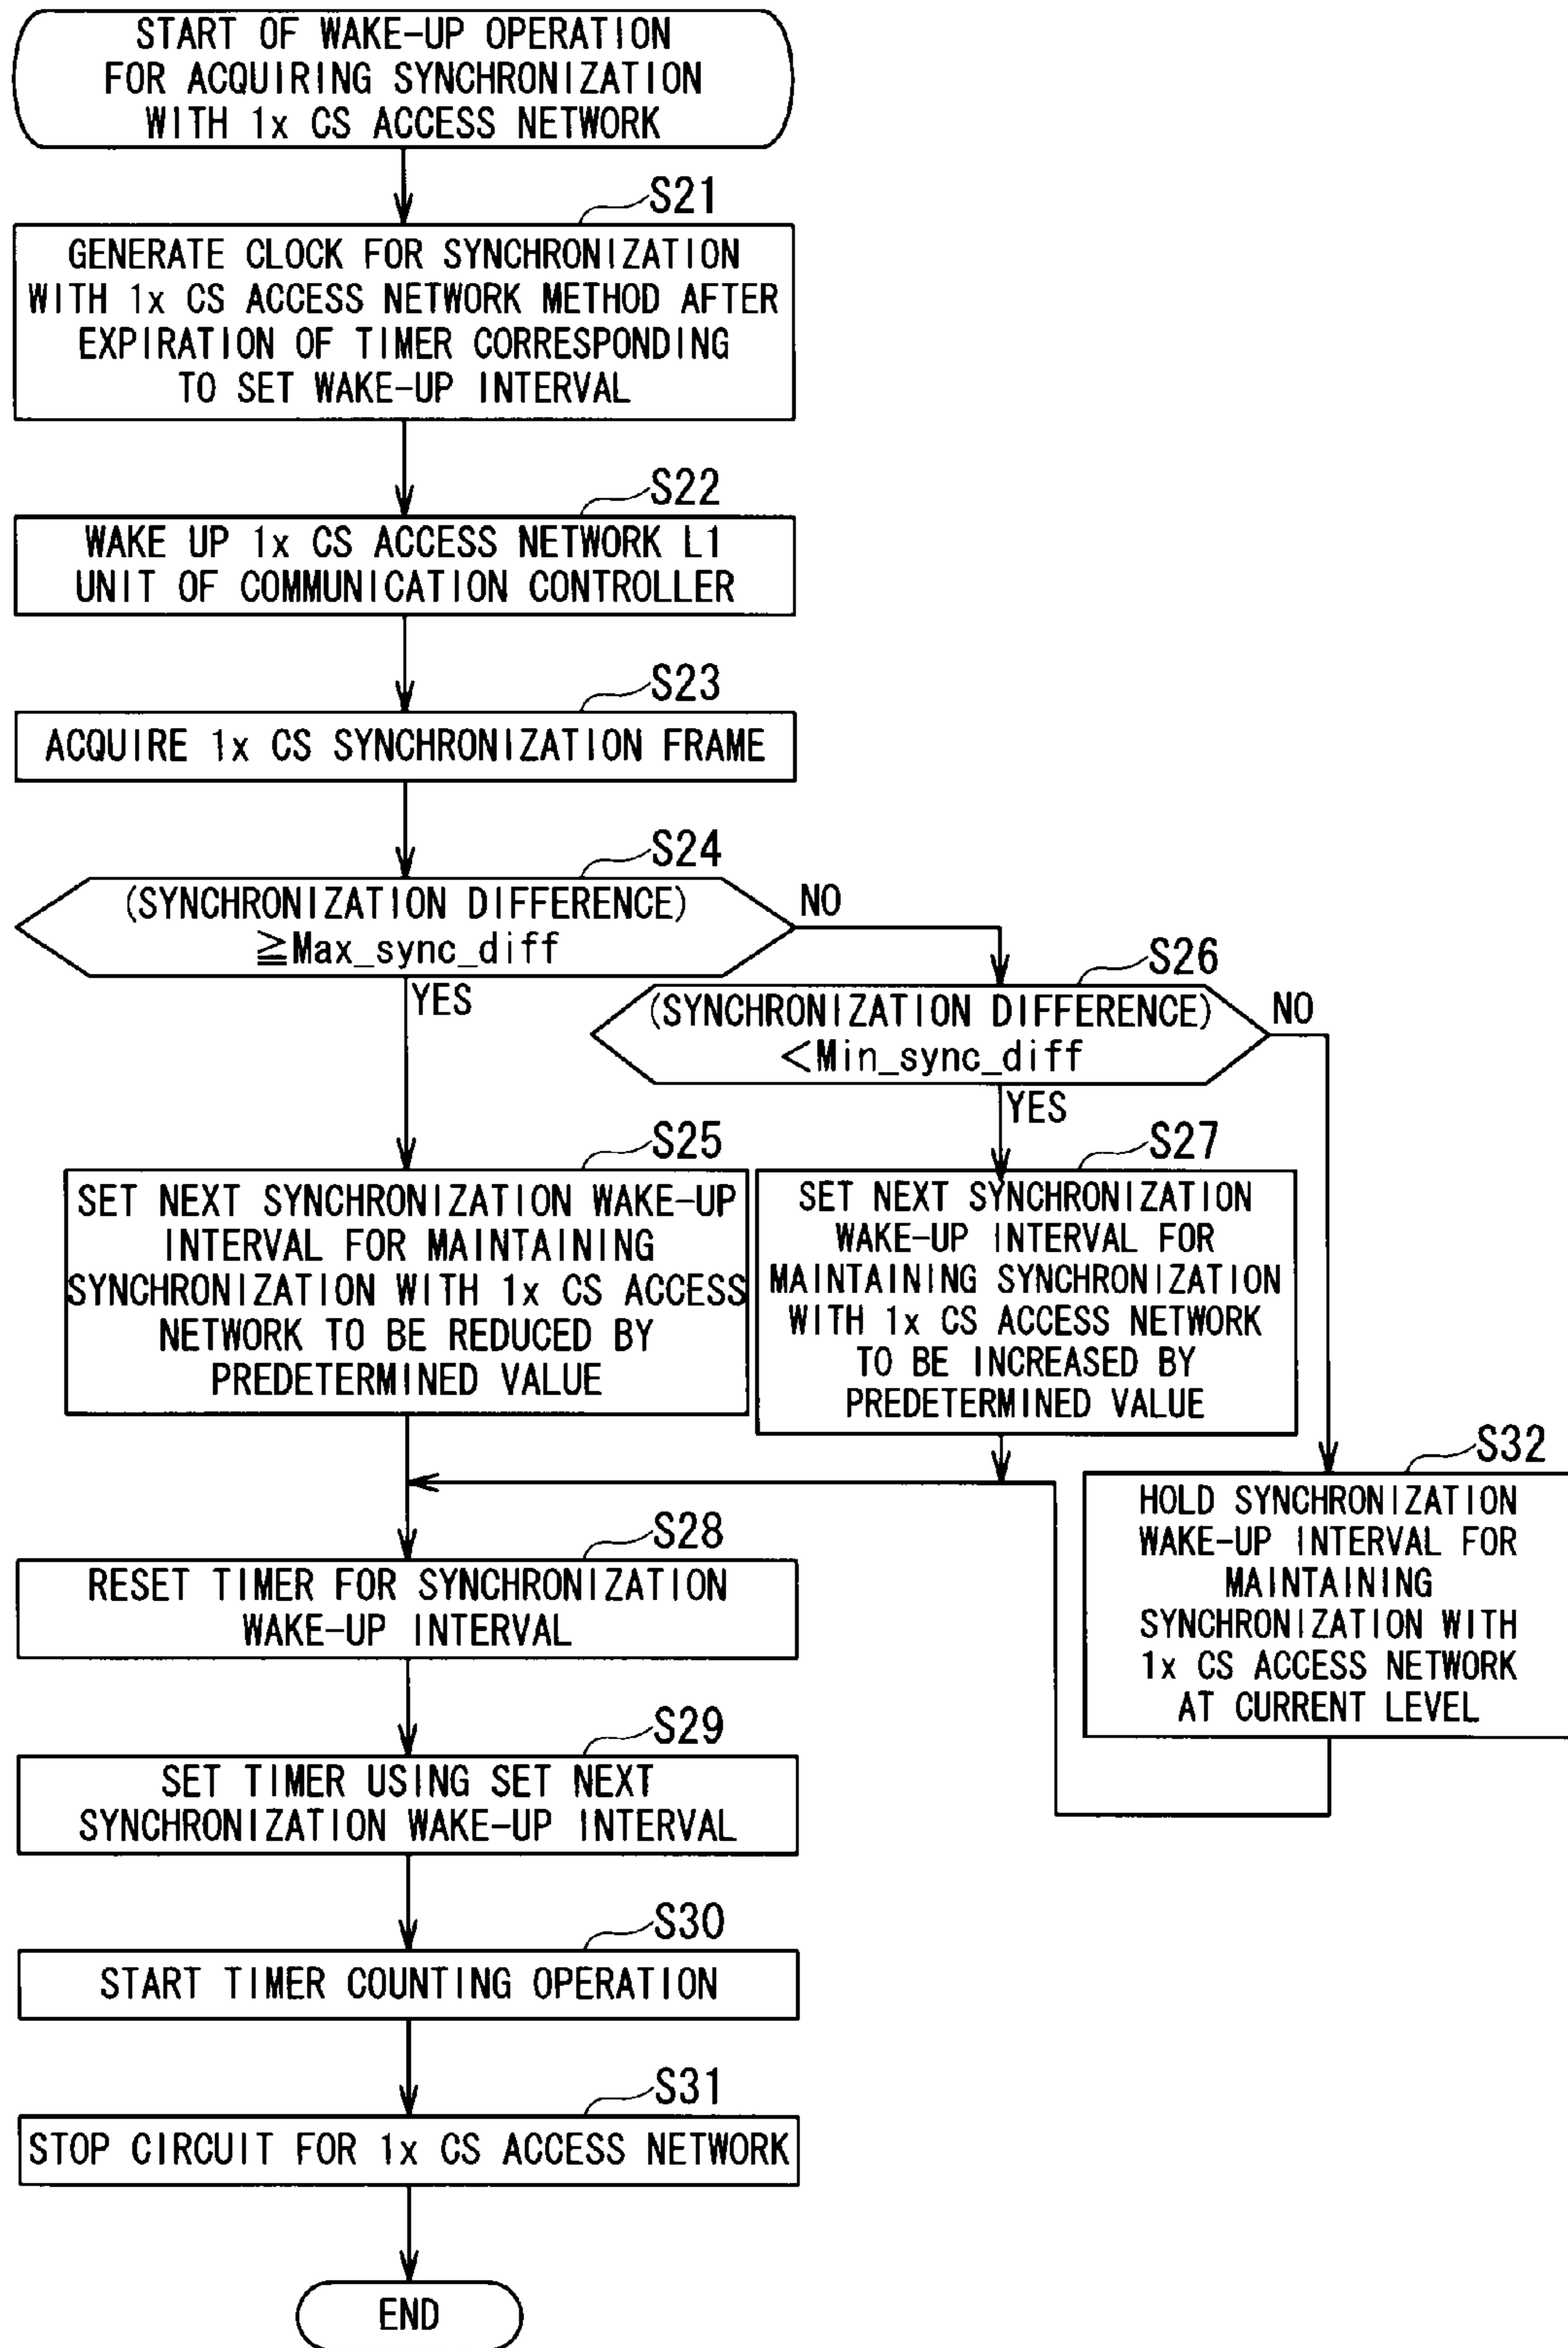 START OF WAKE-UP OPERATION
FOR ACQUIRING SYNCHRONIZATION
WITH 1x CS ACCESS NETWORK
S21
GENERATE CLOCK FOR SYNCHRONIZATION
WITH 1x CS ACCESS NETWORK METHOD AFTER
EXPIRATION OF TIMER CORRESPONDING
TO SET WAKE-UP INTERVAL
S22
WAKE UP 1x CS ACCESS NETWORK L1
UNIT OF COMMUNICATION CONTROLLER
S23
ACQUIRE 1x CS SYNCHRONIZATION FRAME
S24
(SYNCHRONIZATION DIFFERENCE)
≧Max_sync_diff
NO
YES
S26
(SYNCHRONIZATION DIFFERENCE)
<Min_sync_diff
NO
YES
S25
SET NEXT SYNCHRONIZATION WAKE-UP
INTERVAL FOR MAINTAINING
SYNCHRONIZATION WITH 1x CS ACCESS
NETWORK TO BE REDUCED BY
PREDETERMINED VALUE
S27
SET NEXT SYNCHRONIZATION
WAKE-UP INTERVAL FOR
MAINTAINING SYNCHRONIZATION
WITH 1x CS ACCESS NETWORK
TO BE INCREASED BY
PREDETERMINED VALUE
S32
HOLD SYNCHRONIZATION
WAKE-UP INTERVAL FOR
MAINTAINING
SYNCHRONIZATION WITH
1x CS ACCESS NETWORK
AT CURRENT LEVEL
S28
RESET TIMER FOR SYNCHRONIZATION
WAKE-UP INTERVAL
S29
SET TIMER USING SET NEXT
SYNCHRONIZATION WAKE-UP INTERVAL
S30
START TIMER COUNTING OPERATION
S31
STOP CIRCUIT FOR 1x CS ACCESS NETWORK
END